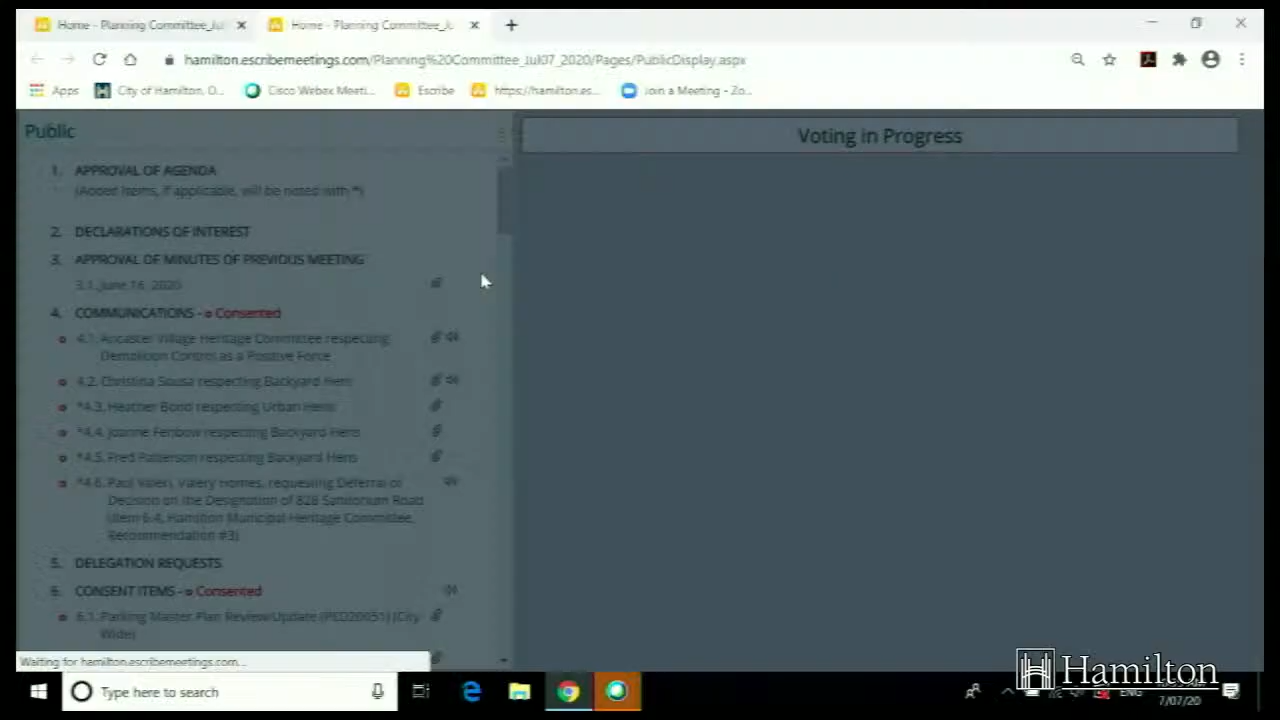 Home - Planning Committee_Jul
Home - Planning Committee_Ju
hamilton.escribemeetings.com/Planning%20Committee_Jul07_2020/Pages/PublicDisplay.aspx
Apps
City of Hamilton, O...
Cisco Webex Meeti...
Escribe
https://hamilton.es...
Join a Meeting - Zo...
Public
Voting in Progress
1. APPROVAL OF AGENDA
(Added Items, if applicable, will be noted with *)
2. DECLARATIONS OF INTEREST
3. APPROVAL OF MINUTES OF PREVIOUS MEETING
3.1. June 16, 2020
4. COMMUNICATIONS - Consented
4.1. Ancaster Village Heritage Committee respecting
Demolition Control as a Positive Force
4.2. Christina Sousa respecting Backyard Hens
*4.3. Heather Bond respecting Urban Hens
*4.4. Joanne Fenbow respecting Backyard Hens
*4.5. Fred Patterson respecting Backyard Hens
*4.6. Paul Valeri, Valery Homes, requesting Deferral of
Decision on the Designation of 828 Sanitorium Road
(Item 6.4, Hamilton Municipal Heritage Committee,
Recommendation #3)
5. DELEGATION REQUESTS
6. CONSENT ITEMS - Consented
6.1. Parking Master Plan Review/Update (PED20051) (City
Wide)
Waiting for hamilton.escribemeetings.com...
Hamilton
Type here to search
ENG
7/07/20